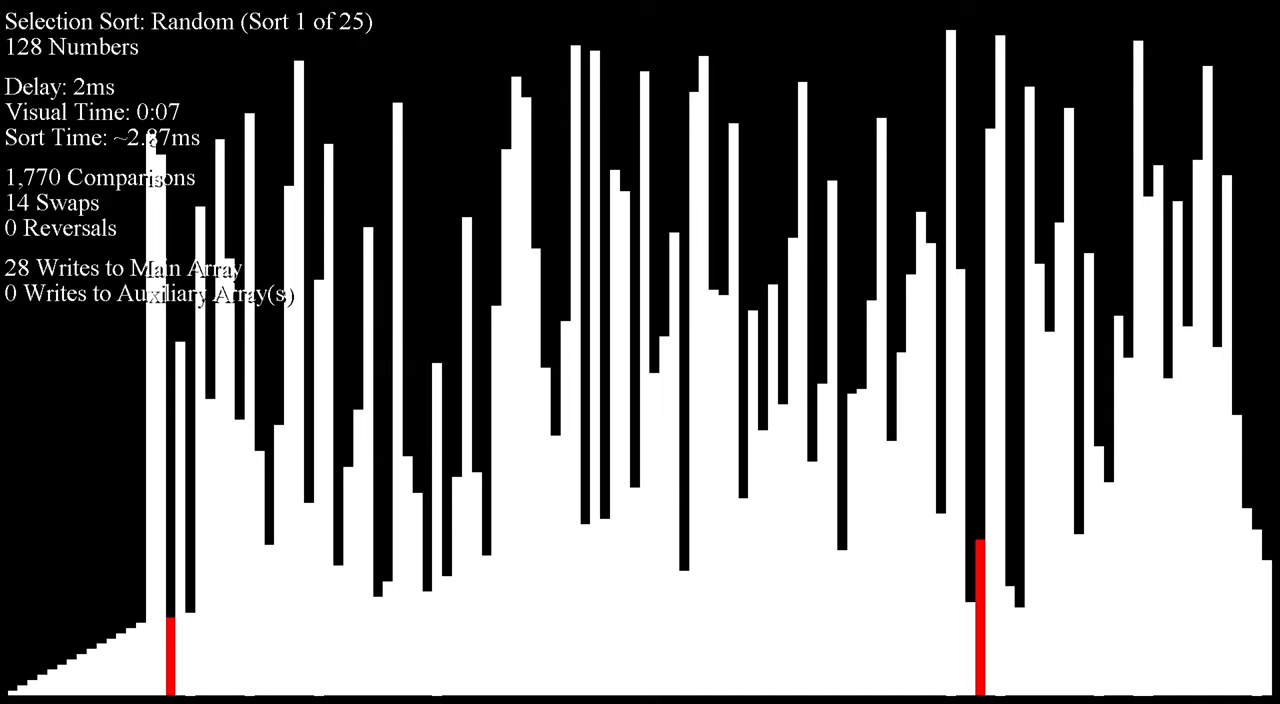 Selection Sort: Random (Sort 1 of 25)
128 Numbers
Delay: 2ms
Visual Time: 0:07
Sort Time: ~2.87ms
1,770 Comparisons
14 Swaps
0 Reversals
28 Writes to Main Array
0 Writes to Auxiliary Array(s)